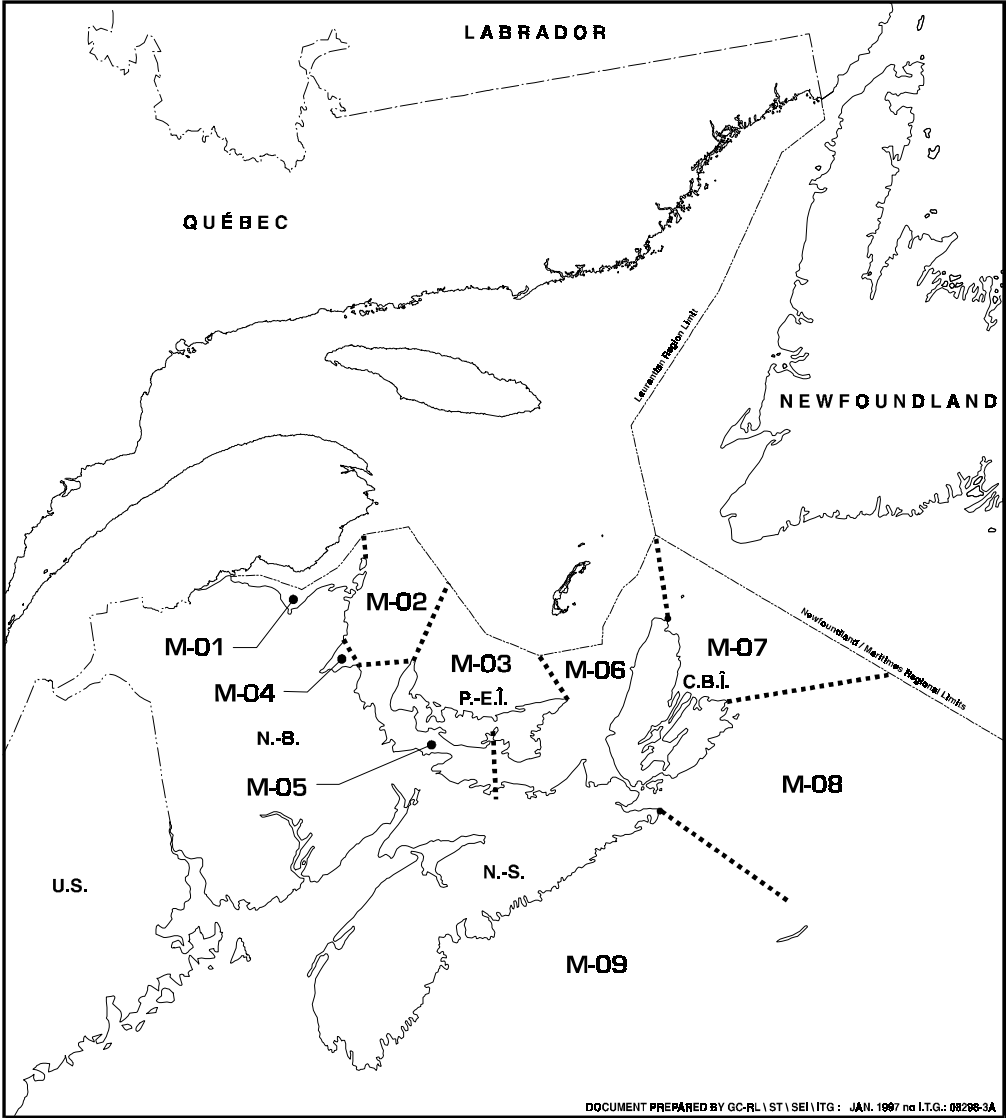 LABRADOR
QUÉBEC
Laurentian Region Limit
NEWFOUNDLAND
M-02
Newfoundland / Maritimes Regional Limits
M-01
M-07
M-03
M-06
C.B.Î.
M-04
P.-E.Î.
N.-B.
M-05
M-08
U.S.
N.-S.
M-09
DOCUMENT PREPARED BY GC-RL \ ST \ SEI \ ITG : JAN. 1997 no I.T.G.: 08298-3A